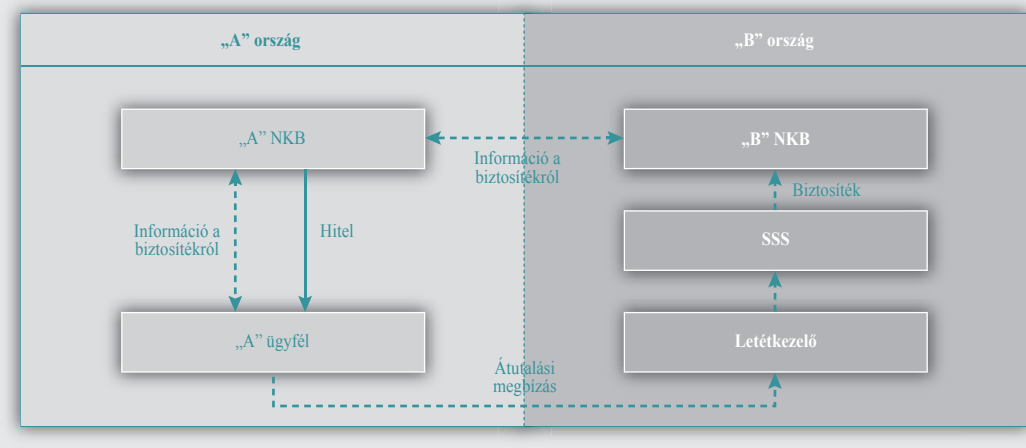 „A” ország
„B” ország
„A” NKB
„B” NKB
Információ a
biztosítékról
Biztosíték
Információ a
biztosítékról
Hitel
SSS
„A” ügyfél
Letétkezelő
Átutalási
megbízás